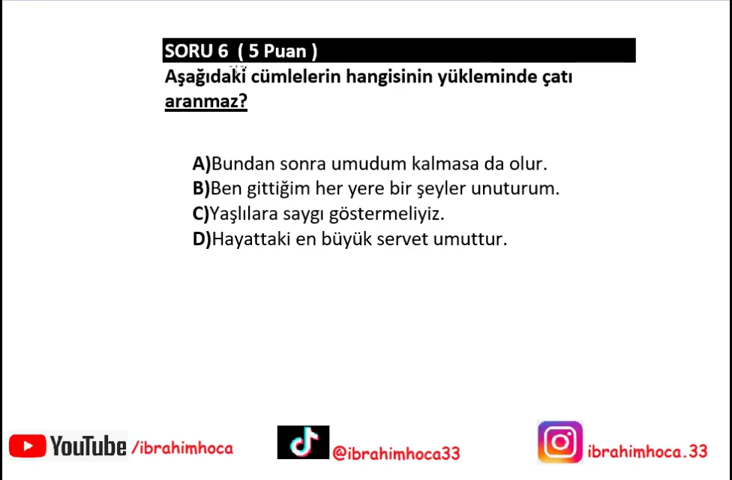 SORU 6 ( 5 Puan )
Aşağıdaki cümlelerin hangisinin yükleminde çatı
aranmaz?
A)Bundan sonra umudum kalmasa da olur.
B)Ben gittiğim her yere bir şeyler unuturum.
C)Yaşlılara saygı göstermeliyiz.
D)Hayattaki en büyük servet umuttur.
YouTube /ibrahimhoca
@ibrahimhoca33
ibrahimhoca.33